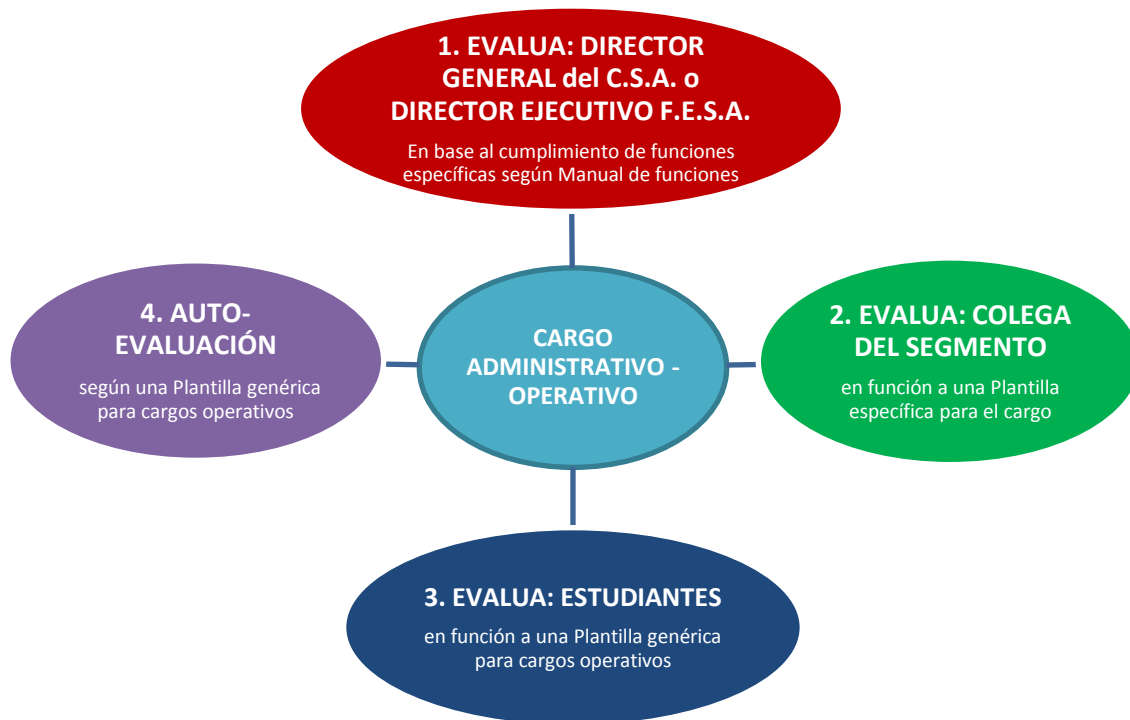 1. EVALUA: DIRECTOR
GENERAL del C.S.A. o
DIRECTOR EJECUTIVO F.E.S.A.
En base al cumplimiento de funciones
específicas según Manual de funciones
4. AUTO-
EVALUACIÓN
según una Plantilla genérica
para cargos operativos
CARGO
ADMINISTRATIVO -
OPERATIVO
2. EVALUA: COLEGA
DEL SEGMENTO
en función a una Plantilla
específica para el cargo
3. EVALUA: ESTUDIANTES
en función a una Plantilla genérica
para cargos operativos